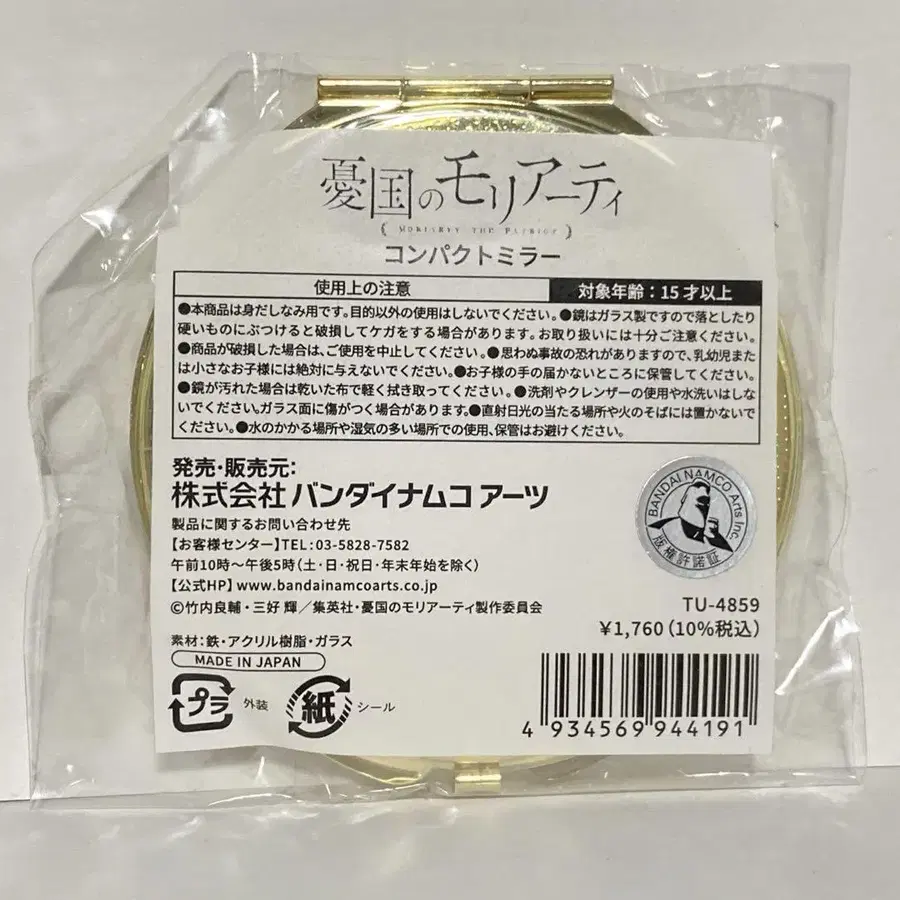 憂国のモリアーティ
MORIARTY THE PATRIOT
コンパクトミラー
使用上の注意
対象年齢：15才以上
●本商品は身だしなみ用です。目的以外の使用はしないでください。●鏡はガラス製ですので落としたり
硬いものにぶつけると破損してケガをする場合があります。お取り扱いには十分ご注意ください。
●商品が破損した場合は、ご使用を中止してください。●思わぬ事故の恐れがありますので、乳幼児また
は小さなお子様には絶対に与えないでください。●お子様の手の届かないところに保管してください。
●鏡が汚れた場合は乾いた布で軽く拭き取ってください。●洗剤やクレンザーの使用や水洗いはしな
いでください。ガラス面に傷がつく場合があります。●直射日光の当たる場所や火のそばには置かないで
ください。●水のかかる場所や湿気の多い場所での使用、保管はお避けください。
発売・販売元：
株式会社 バンダイナムコ アーツ
製品に関するお問い合わせ先
【お客様センター】TEL：03-5828-7582
午前10時～午後5時（土・日・祝日・年末年始を除く）
【公式HP】www.bandainamcoarts.co.jp
©竹内良輔・三好 輝／集英社・憂国のモリアーティ製作委員会
BANDAI NAMCO Arts Inc.
版権許諾証
TU-4859
¥1,760（10%税込）
素材：鉄・アクリル樹脂・ガラス
MADE IN JAPAN
プラ 外装 紙 シール
4 934569 944191